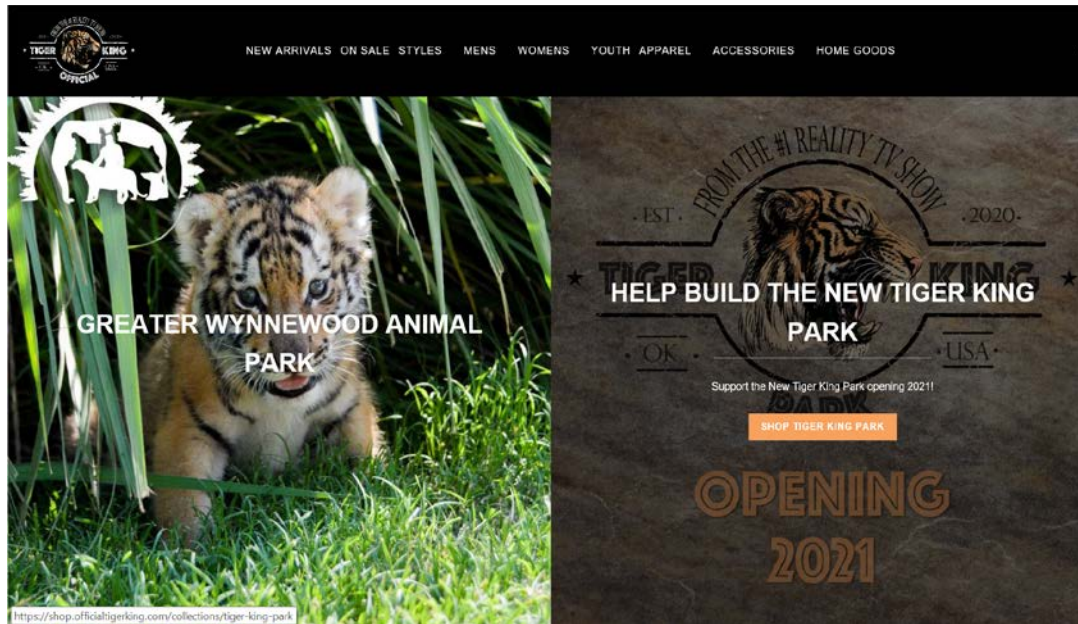 TIGER KING
OFFICIAL
NEW ARRIVALS ON SALE STYLES MENS WOMENS YOUTH APPAREL ACCESSORIES HOME GOODS
GREATER WYNNEWOOD ANIMAL
PARK
FROM THE #1 REALITY TV SHOW
· EST · · 2020 ·
★ TIGER KING ★
HELP BUILD THE NEW TIGER KING
PARK
· OK · · USA ·
Support the New Tiger King Park opening 2021!
PARK
SHOP TIGER KING PARK
OPENING
2021
https://shop.officialtigerking.com/collections/tiger-king-park